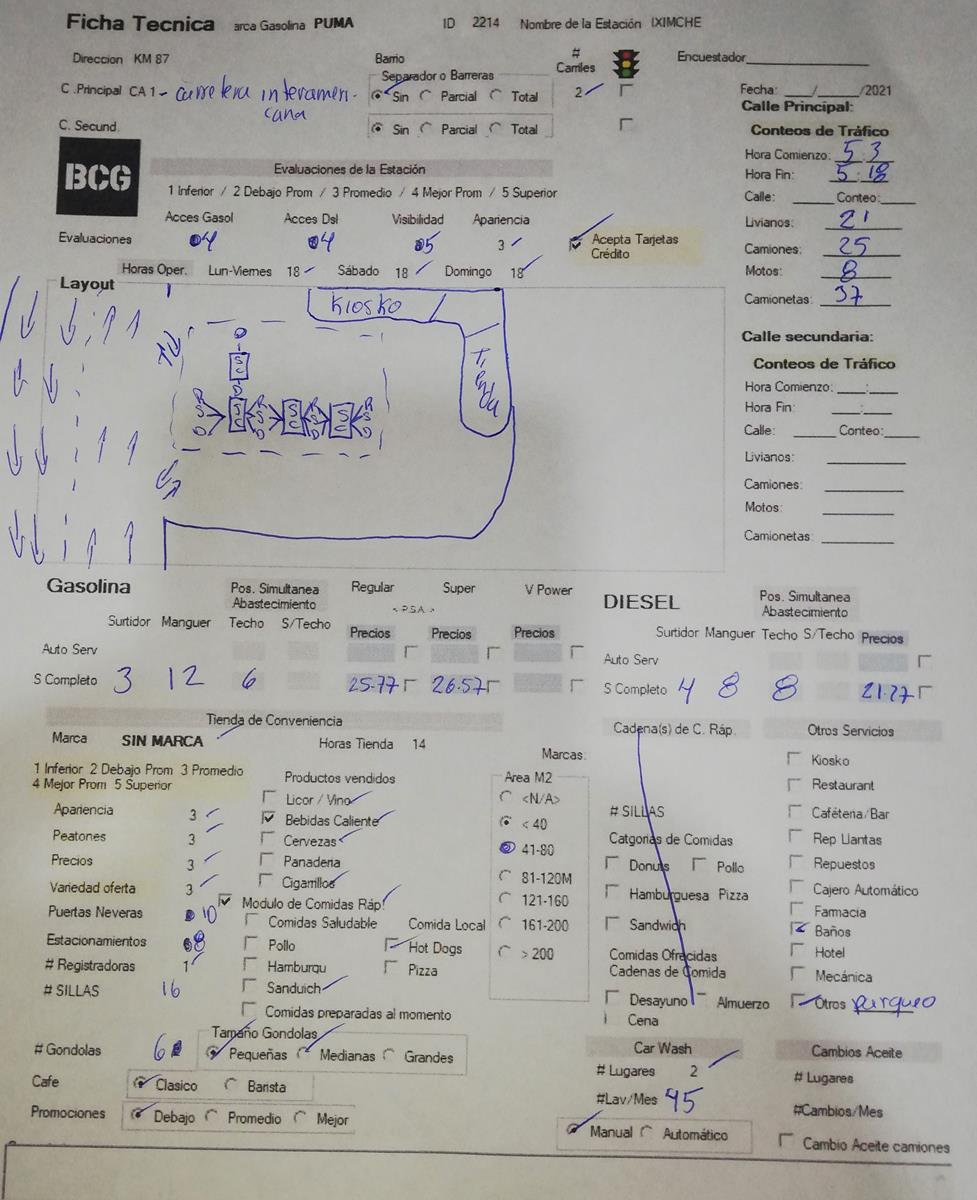 Ficha Tecnica arca Gasolina PUMA ID 2214 Nombre de la Estación IXIMCHE
Direccion KM 87 Barrio # Carriles Encuestador
C .Principal CA 1 - carretera interameri- Separador o Barreras Sin Parcial Total 2 Fecha: / /2021
cana
C. Secund. Sin Parcial Total
Calle Principal:
Conteos de Tráfico
Hora Comienzo: 5:3
Hora Fin: 5:18
Calle: Conteo:
Livianos: 21
Camiones: 25
Motos: 8
Camionetas: 37
BCG
Evaluaciones de la Estación
1 Inferior / 2 Debajo Prom / 3 Promedio / 4 Mejor Prom / 5 Superior
Acces Gasol Acces Dsl Visibilidad Apariencia
Evaluaciones 4 4 5 3 Acepta Tarjetas
Crédito
Horas Oper. Lun-Viernes 18 Sábado 18 Domingo 18
Layout
Kiosko
Tienda
SC
R S D SC R S D SC R S D SC R S D
Calle secundaria:
Conteos de Tráfico
Hora Comienzo: :
Hora Fin: :
Calle: Conteo:
Livianos:
Camiones:
Motos:
Camionetas:
Gasolina Pos. Simultanea Abastecimiento Regular Super V Power
< P.S.A. >
Surtidor Manguer Techo S/Techo Precios Precios Precios
Auto Serv
S Completo 3 12 6 25.77 26.57
DIESEL Pos. Simultanea Abastecimiento
Surtidor Manguer Techo S/Techo Precios
Auto Serv
S Completo 4 8 8 21.27
Tienda de Conveniencia
Marca SIN MARCA Horas Tienda 14
1 Inferior 2 Debajo Prom 3 Promedio
4 Mejor Prom 5 Superior
Apariencia 3
Peatones 3
Precios 3
Variedad oferta 3
Puertas Neveras 10
Estacionamientos 8
# Registradoras 1
# SILLAS 16
Productos vendidos
Licor / Vino
Bebidas Caliente
Cervezas
Panaderia
Cigarrillos
Modulo de Comidas Ráp!
Comidas Saludable Comida Local
Pollo Hot Dogs
Hamburgu Pizza
Sanduich
Comidas preparadas al momento
Marcas:
Area M2
<N/A>
< 40
41-80
81-120M
121-160
161-200
> 200
# Gondolas 6
Tamaño Gondolas
Pequeñas Medianas Grandes
Cafe Clasico Barista
Promociones Debajo Promedio Mejor
Cadena(s) de C. Ráp.
# SILLAS
Catgorias de Comidas
Donuts Pollo
Hamburguesa Pizza
Sandwich
Comidas Ofrecidas
Cadenas de Comida
Desayuno Almuerzo
Cena
Car Wash
# Lugares 2
#Lav/Mes 45
Manual Automático
Otros Servicios
Kiosko
Restaurant
Caféteria/Bar
Rep Llantas
Repuestos
Cajero Automático
Farmacia
Baños
Hotel
Mecánica
Otros parqueo
Cambios Aceite
# Lugares
#Cambios/Mes
Cambio Aceite camiones